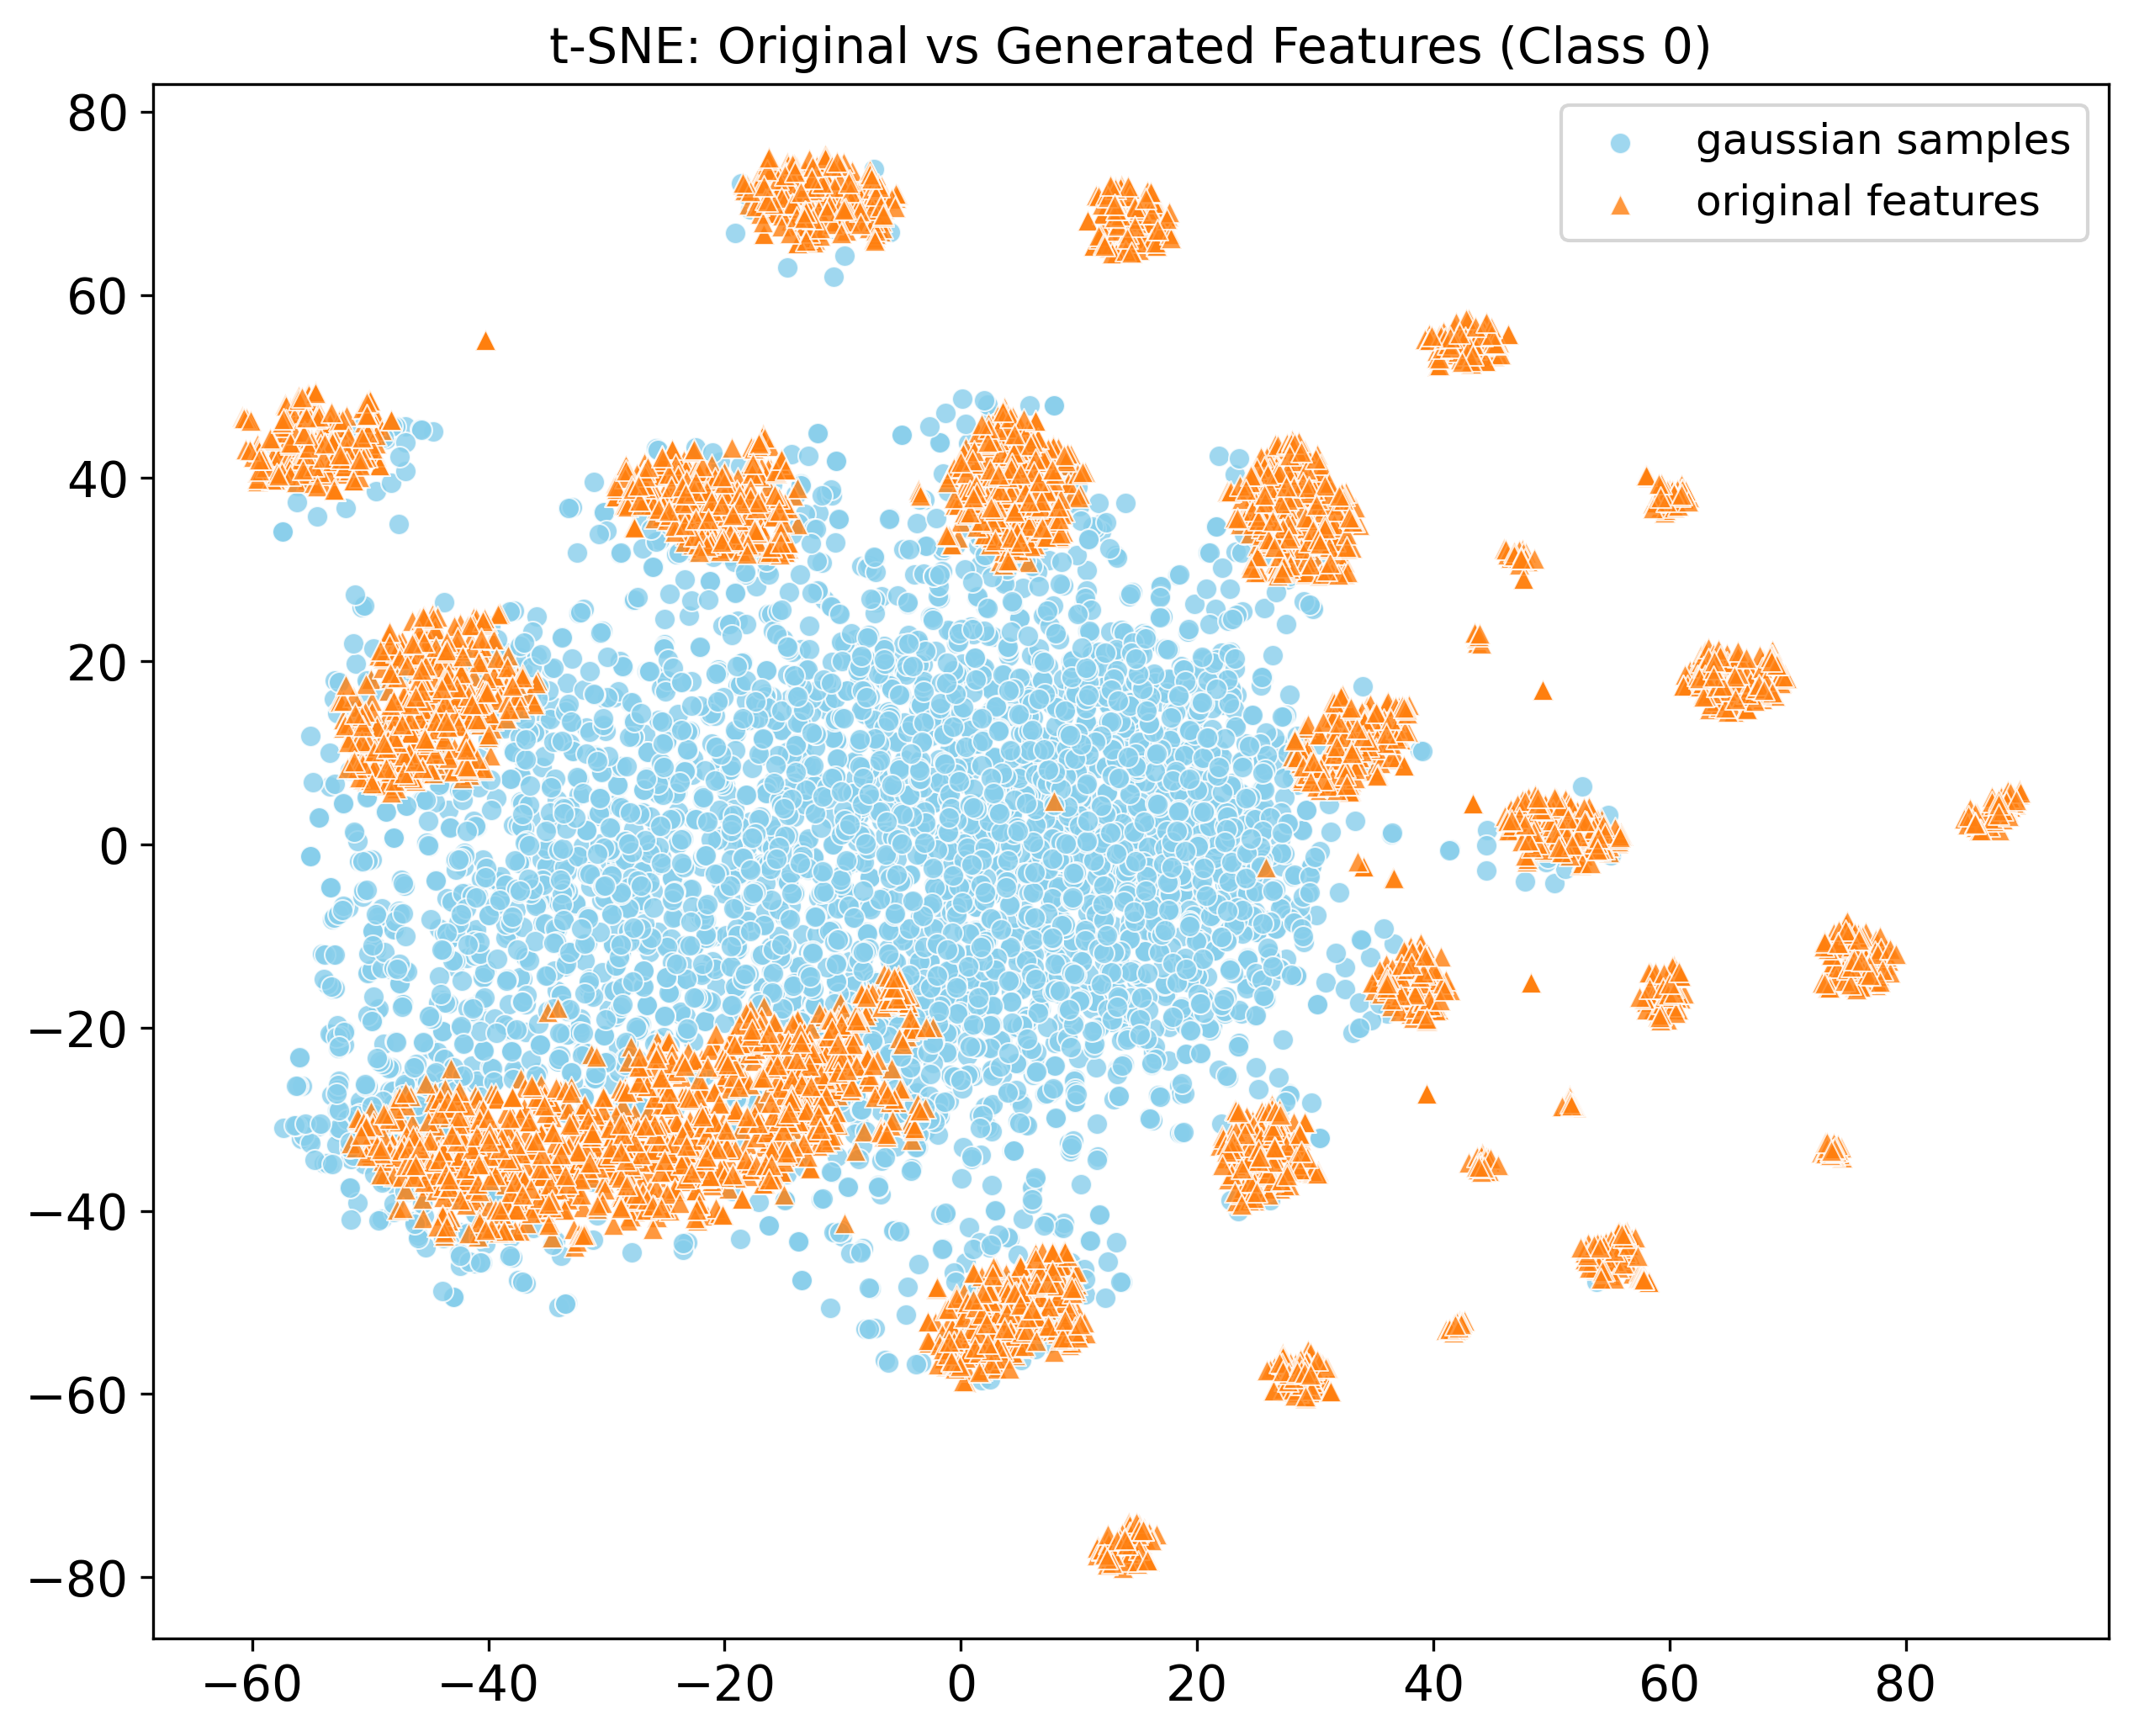 t-SNE: Original vs Generated Features (Class 0)
gaussian samples
original features
80
60
40
20
0
−20
−40
−60
−80
−60 −40 −20 0 20 40 60 80